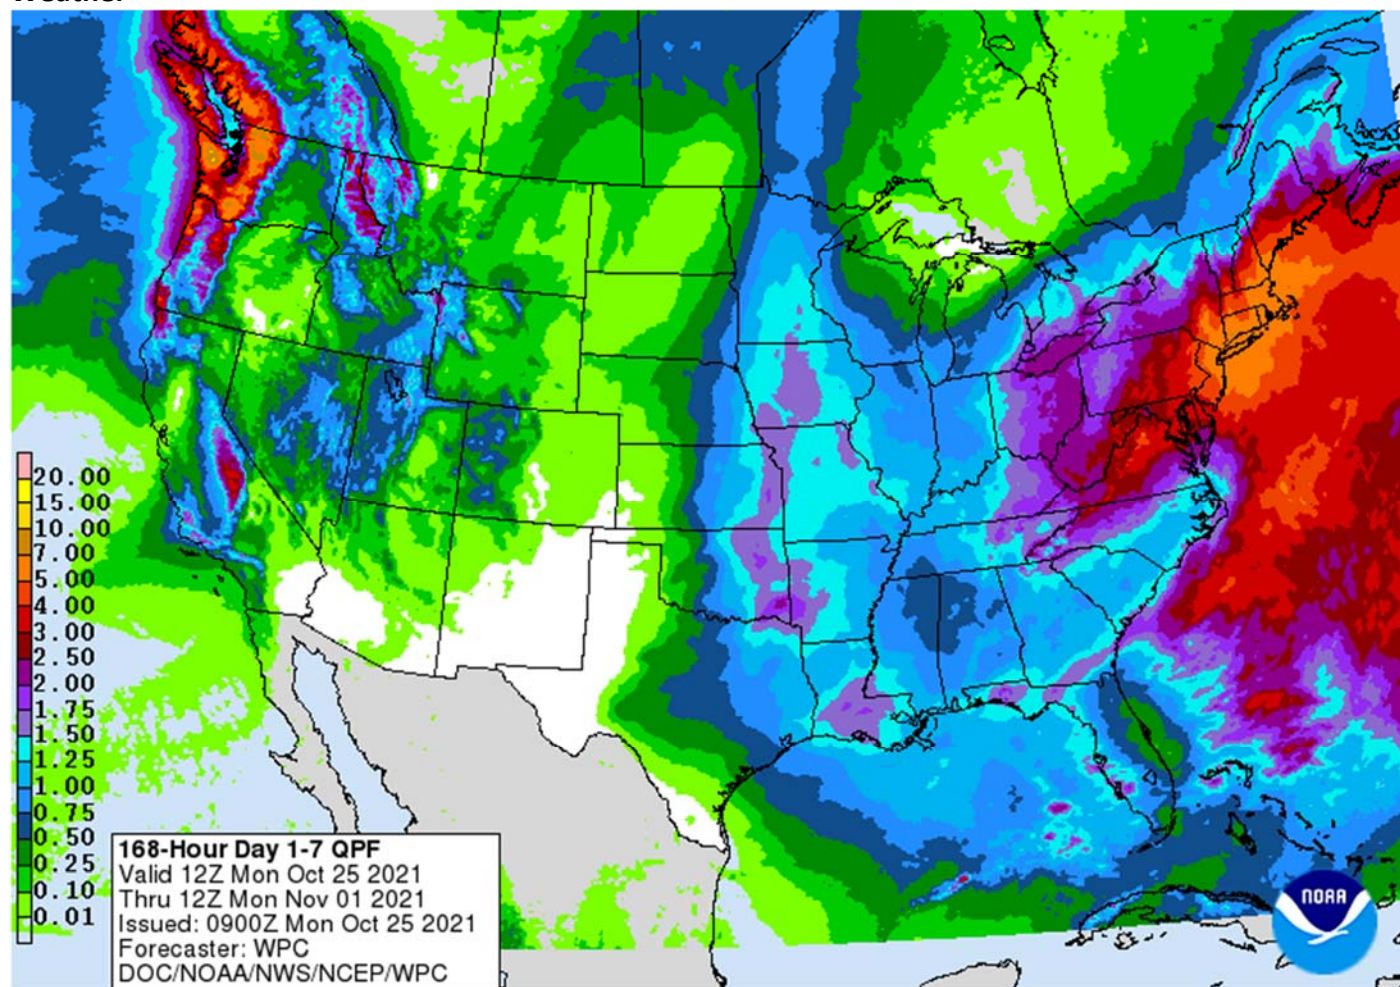 Weather
20.00
15.00
10.00
7.00
5.00
4.00
3.00
2.50
2.00
1.75
1.50
1.25
1.00
0.75
0.50
0.25
0.10
0.01
168-Hour Day 1-7 QPF
Valid 12Z Mon Oct 25 2021
Thru 12Z Mon Nov 01 2021
Issued: 0900Z Mon Oct 25 2021
Forecaster: WPC
DOC/NOAA/NWS/NCEP/WPC
NOAA